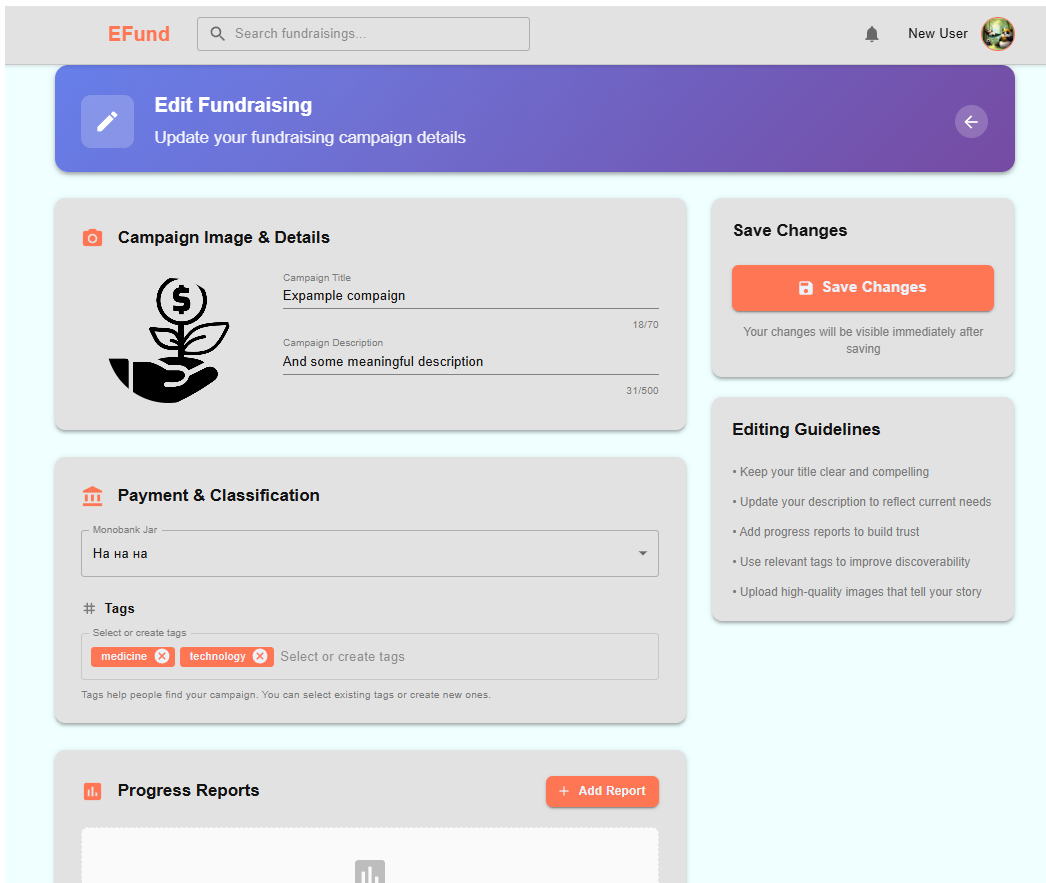 EFund
Search fundraisings...
New User
Edit Fundraising
Update your fundraising campaign details
Campaign Image & Details
Campaign Title
Expample compaign
18/70
Campaign Description
And some meaningful description
31/500
Save Changes
Save Changes
Your changes will be visible immediately after
saving
Editing Guidelines
• Keep your title clear and compelling
• Update your description to reflect current needs
• Add progress reports to build trust
• Use relevant tags to improve discoverability
• Upload high-quality images that tell your story
Payment & Classification
Monobank Jar
На на на
Tags
Select or create tags
medicine technology Select or create tags
Tags help people find your campaign. You can select existing tags or create new ones.
Progress Reports
+ Add Report